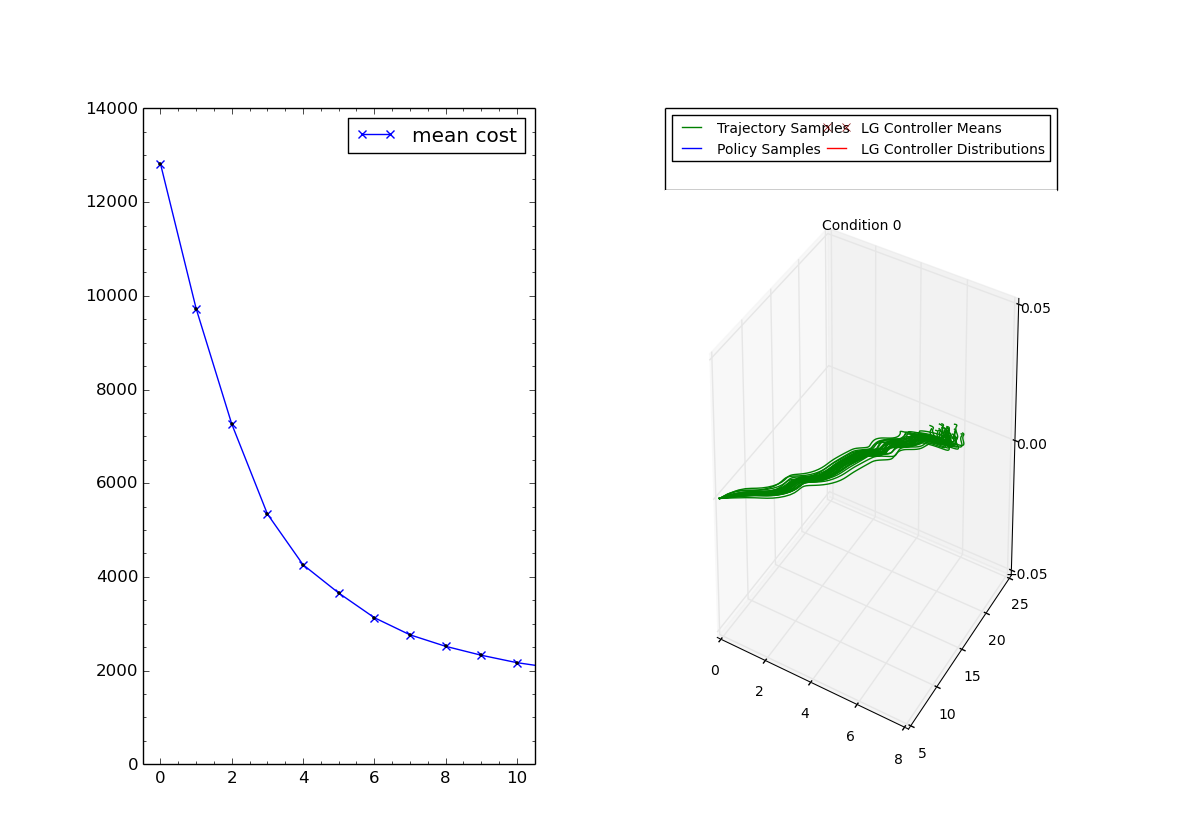 14000
12000
10000
8000
6000
4000
2000
0
0 2 4 6 8 10
mean cost
Trajectory Samples LG Controller Means
Policy Samples LG Controller Distributions
Condition 0
0.05
0.00
−0.05
0 2 4 6 8
5 10 15 20 25